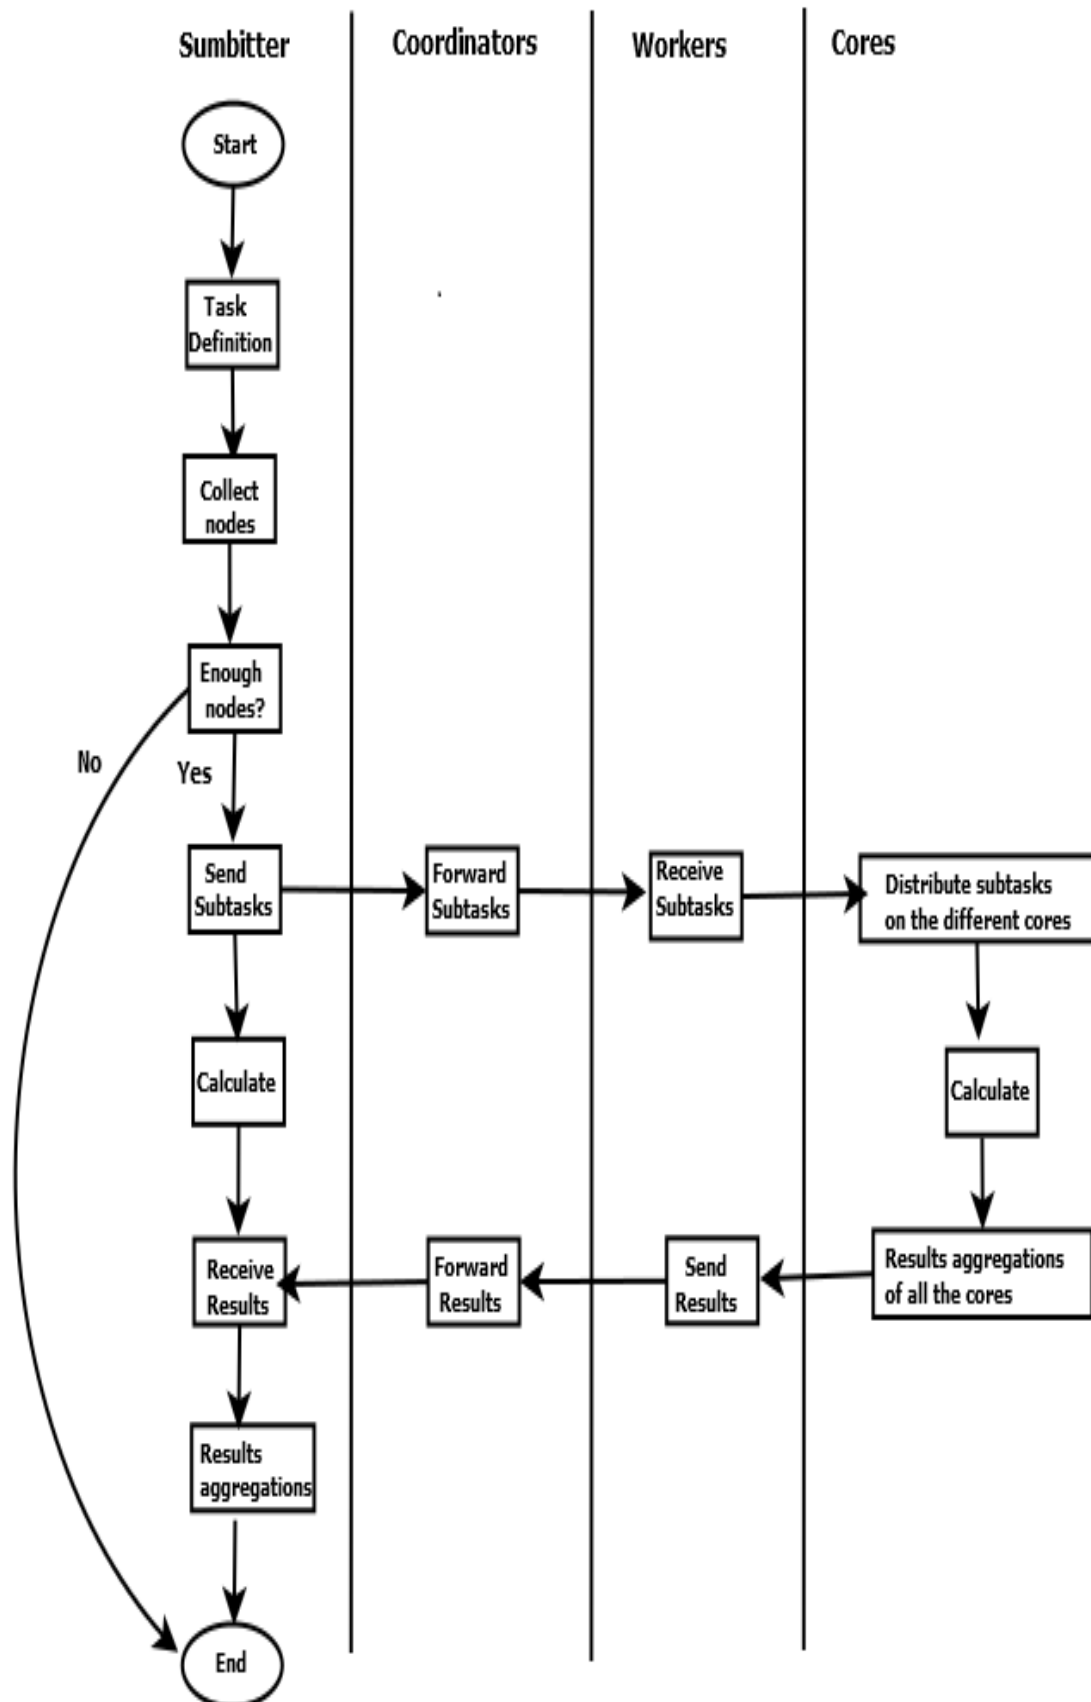 Sumbitter
Coordinators
Workers
Cores
Start
Task
Definition
Collect
nodes
Enough
nodes?
No
Yes
Send
Subtasks
Forward
Subtasks
Receive
Subtasks
Distribute subtasks
on the different cores
Calculate
Calculate
Receive
Results
Forward
Results
Send
Results
Results aggregations
of all the cores
Results
aggregations
End